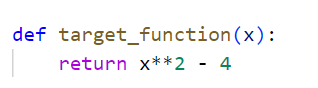 def target_function(x):
    return x**2 - 4